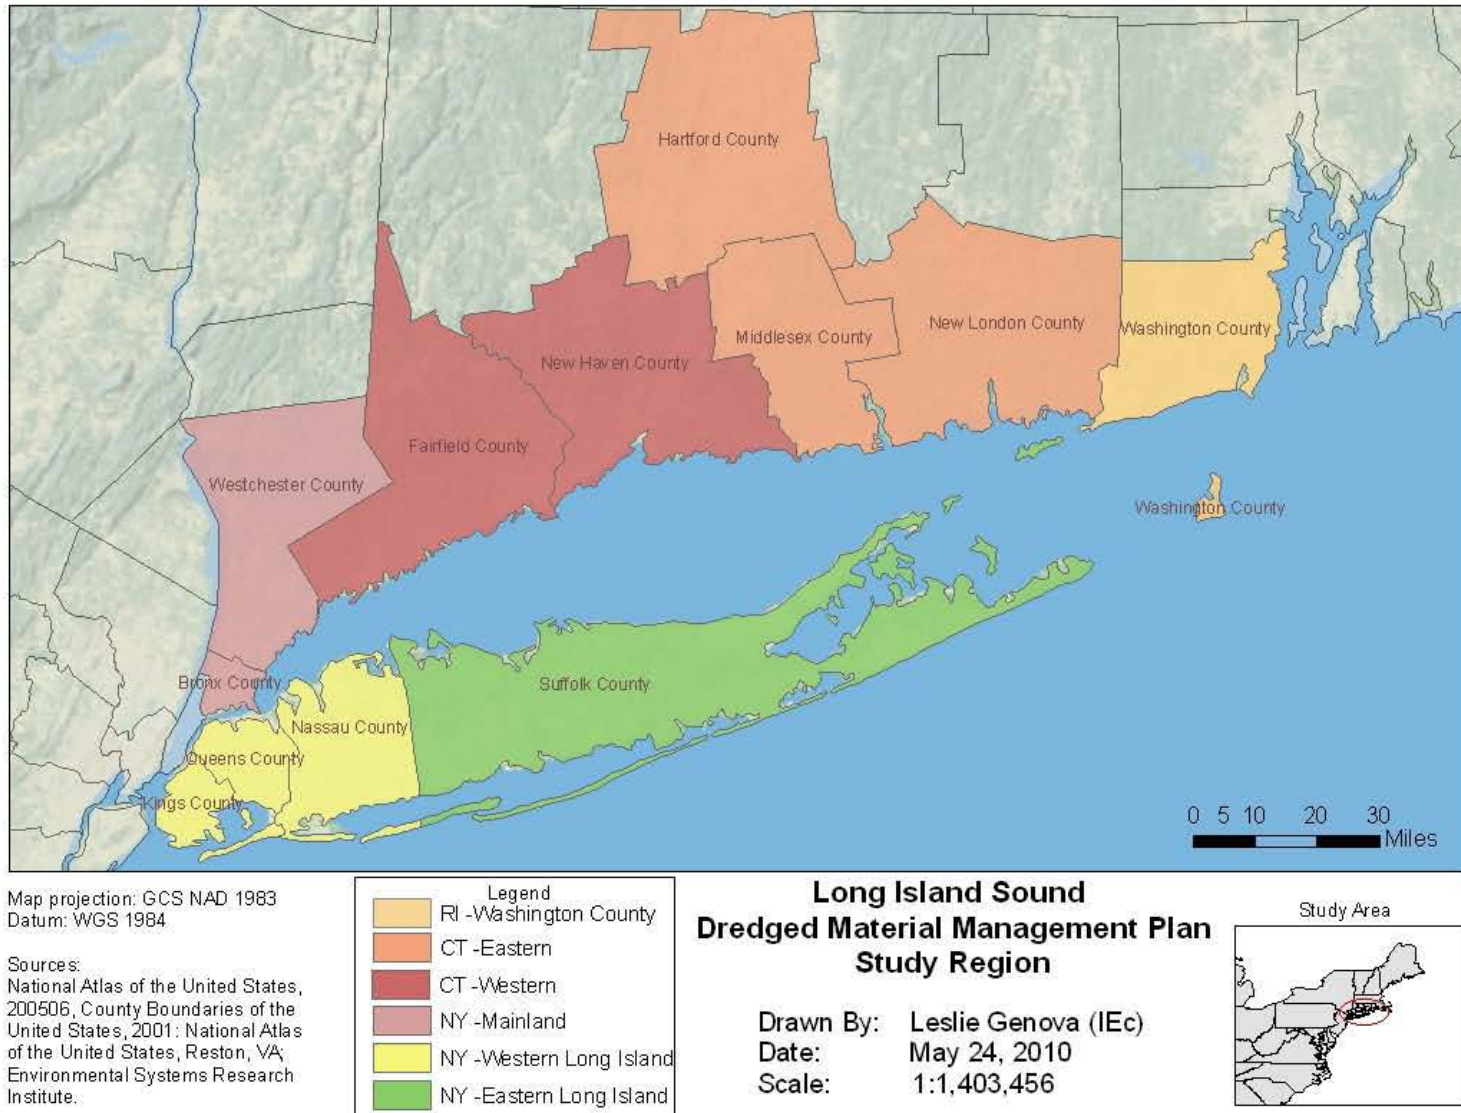 Hartford County
Middlesex County
New London County
Washington County
New Haven County
Fairfield County
Westchester County
Washington County
Bronx County
Suffolk County
Nassau County
Queens County
Kings County
0 5 10 20 30
Miles
Map projection: GCS NAD 1983
Datum: WGS 1984
Sources:
National Atlas of the United States,
200506, County Boundaries of the
United States, 2001: National Atlas
of the United States, Reston, VA;
Environmental Systems Research
Institute.
Legend
RI -Washington County
CT -Eastern
CT -Western
NY -Mainland
NY -Western Long Island
NY -Eastern Long Island
Long Island Sound
Dredged Material Management Plan
Study Region
Drawn By: Leslie Genova (IEc)
Date: May 24, 2010
Scale: 1:1,403,456
Study Area